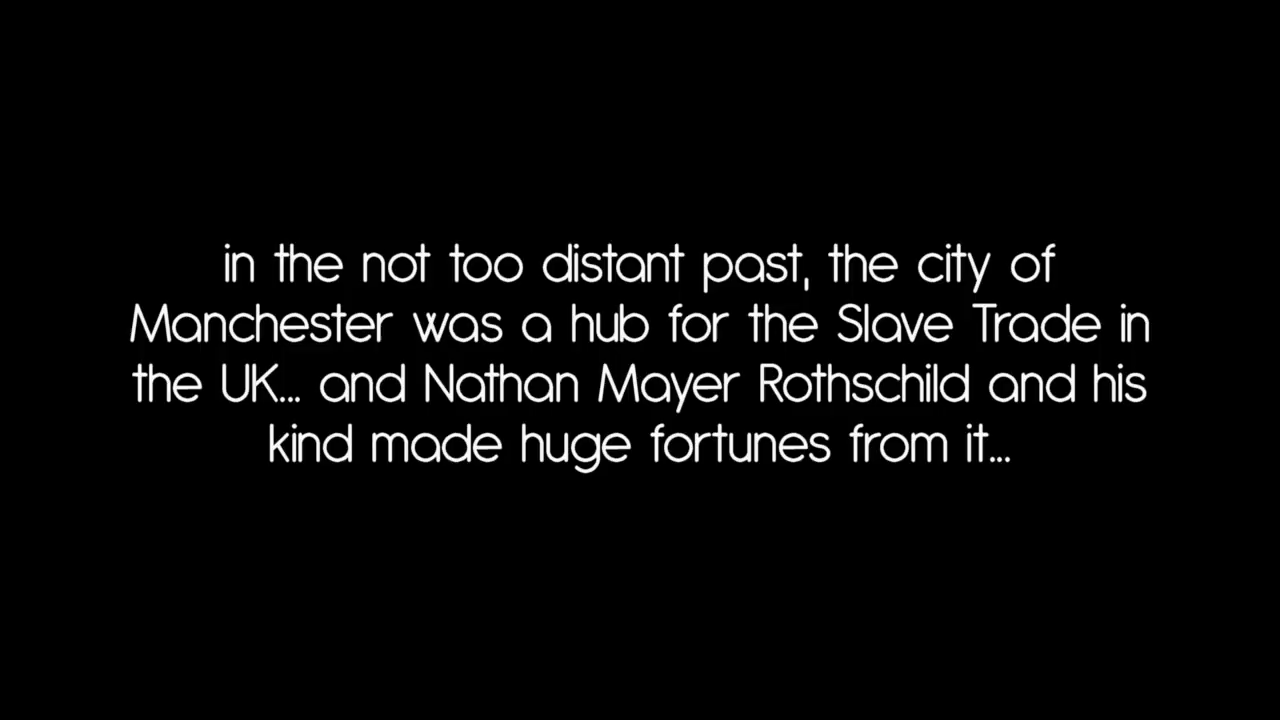 in the not too distant past, the city of
Manchester was a hub for the Slave Trade in
the UK... and Nathan Mayer Rothschild and his
kind made huge fortunes from it...